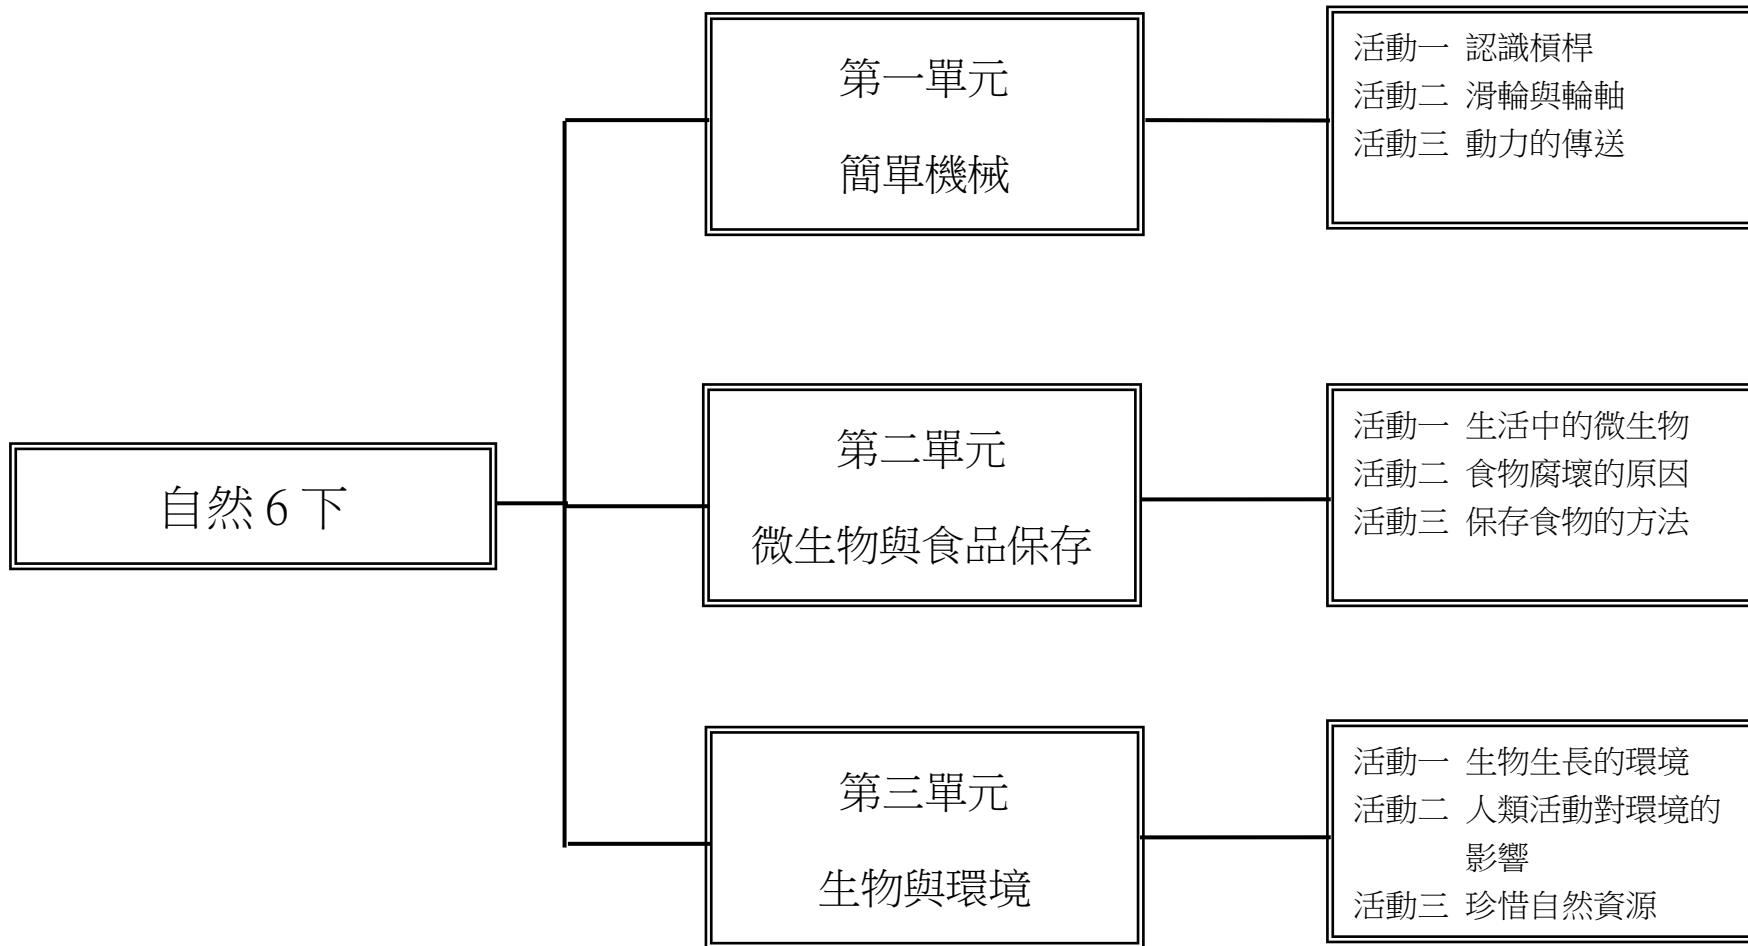 自然 6 下
第一單元
簡單機械
活動一 認識槓桿
活動二 滑輪與輪軸
活動三 動力的傳送
第二單元
微生物與食品保存
活動一 生活中的微生物
活動二 食物腐壞的原因
活動三 保存食物的方法
第三單元
生物與環境
活動一 生物生長的環境
活動二 人類活動對環境的
影響
活動三 珍惜自然資源